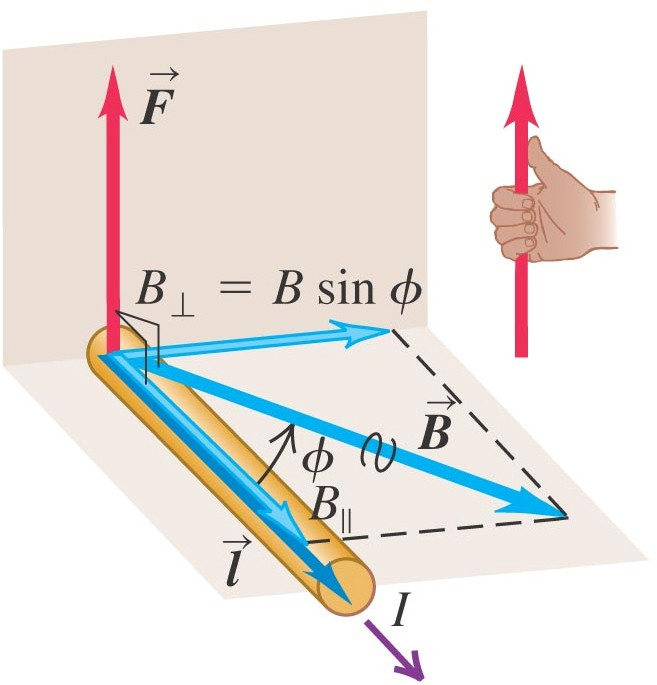 F⃗
B⊥ = B sin ϕ
B⃗
ϕ
B∥
l⃗
I